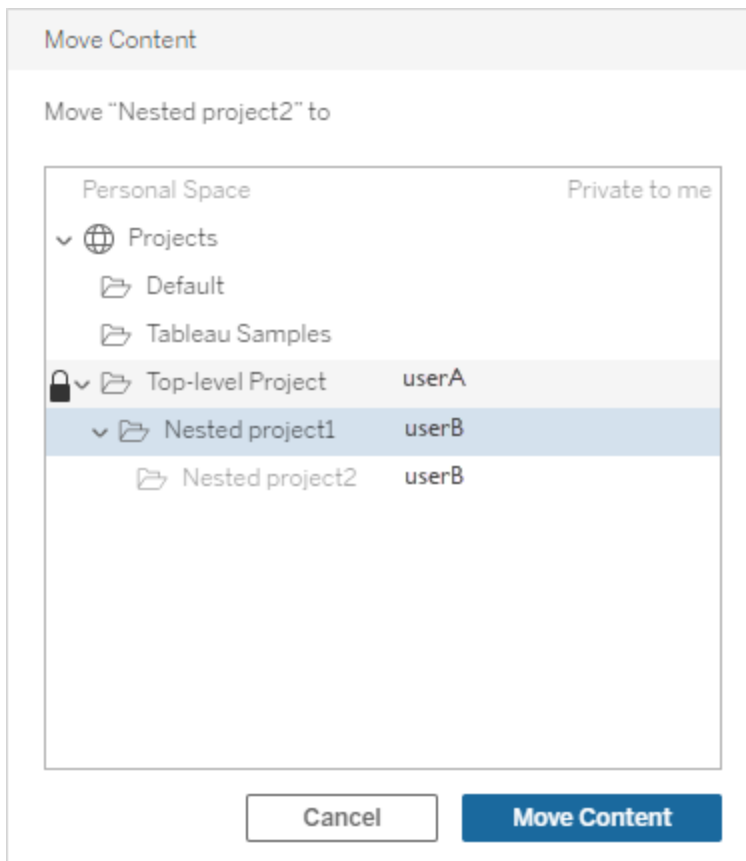 Move Content
Move “Nested project2” to
Personal Space Private to me
Projects
Default
Tableau Samples
Top-level Project userA
Nested project1 userB
Nested project2 userB
Cancel Move Content